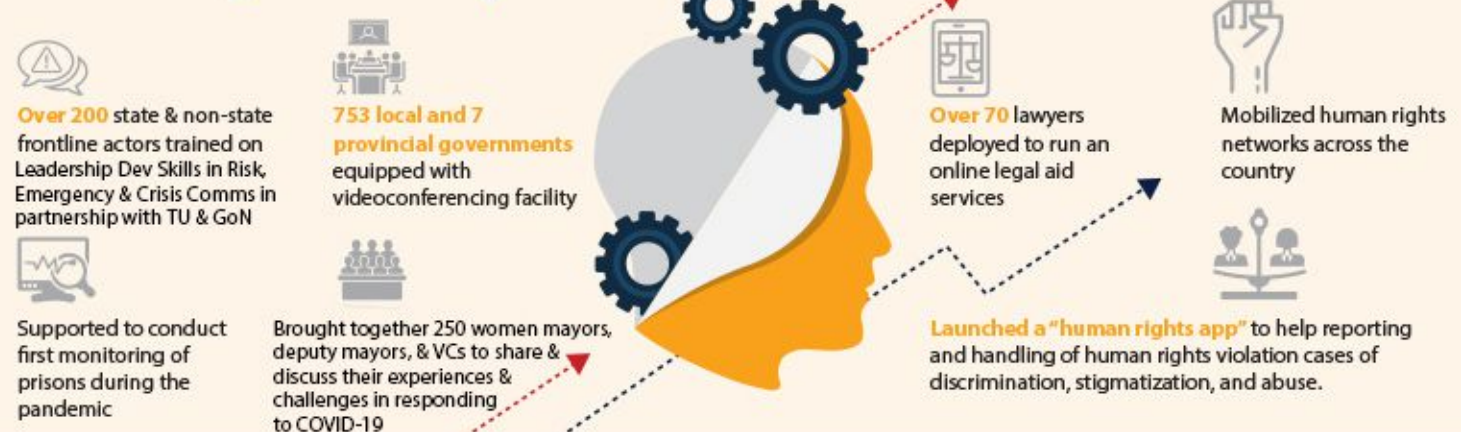 Over 200 state & non-state
frontline actors trained on
Leadership Dev Skills in Risk,
Emergency & Crisis Comms in
partnership with TU & GoN
753 local and 7
provincial governments
equipped with
videoconferencing facility
Over 70 lawyers
deployed to run an
online legal aid
services
Mobilized human rights
networks across the
country
Supported to conduct
first monitoring of
prisons during the
pandemic
Brought together 250 women mayors,
deputy mayors, & VCs to share &
discuss their experiences &
challenges in responding
to COVID-19
Launched a "human rights app" to help reporting
and handling of human rights violation cases of
discrimination, stigmatization, and abuse.